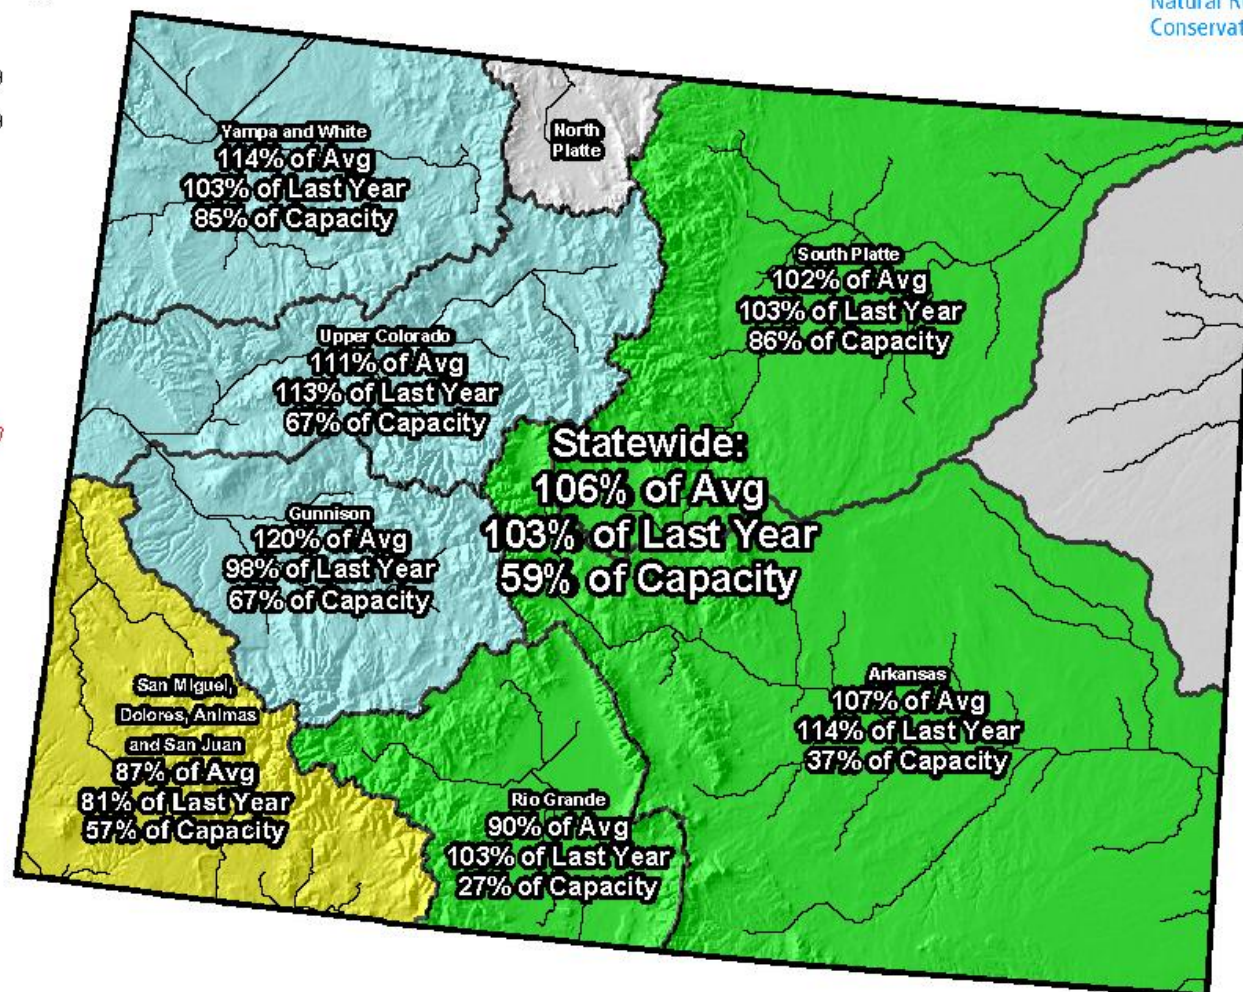 Natural R
Conservat
Yampa and White
114% of Avg
103% of Last Year
85% of Capacity
North
Platte
South Platte
102% of Avg
103% of Last Year
86% of Capacity
Upper Colorado
111% of Avg
113% of Last Year
67% of Capacity
Statewide:
106% of Avg
103% of Last Year
59% of Capacity
Gunnison
120% of Avg
98% of Last Year
67% of Capacity
San Miguel,
Dolores, Animas
and San Juan
87% of Avg
81% of Last Year
57% of Capacity
Arkansas
107% of Avg
114% of Last Year
37% of Capacity
Rio Grande
90% of Avg
103% of Last Year
27% of Capacity